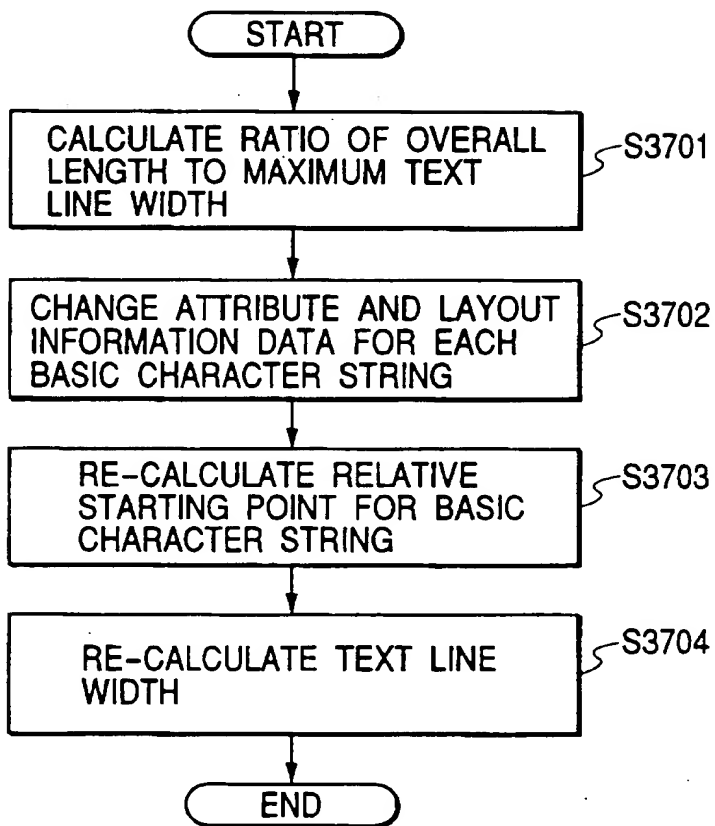 START
CALCULATE RATIO OF OVERALL
LENGTH TO MAXIMUM TEXT
LINE WIDTH
S3701
CHANGE ATTRIBUTE AND LAYOUT
INFORMATION DATA FOR EACH
BASIC CHARACTER STRING
S3702
RE-CALCULATE RELATIVE
STARTING POINT FOR BASIC
CHARACTER STRING
S3703
RE-CALCULATE TEXT LINE
WIDTH
S3704
END